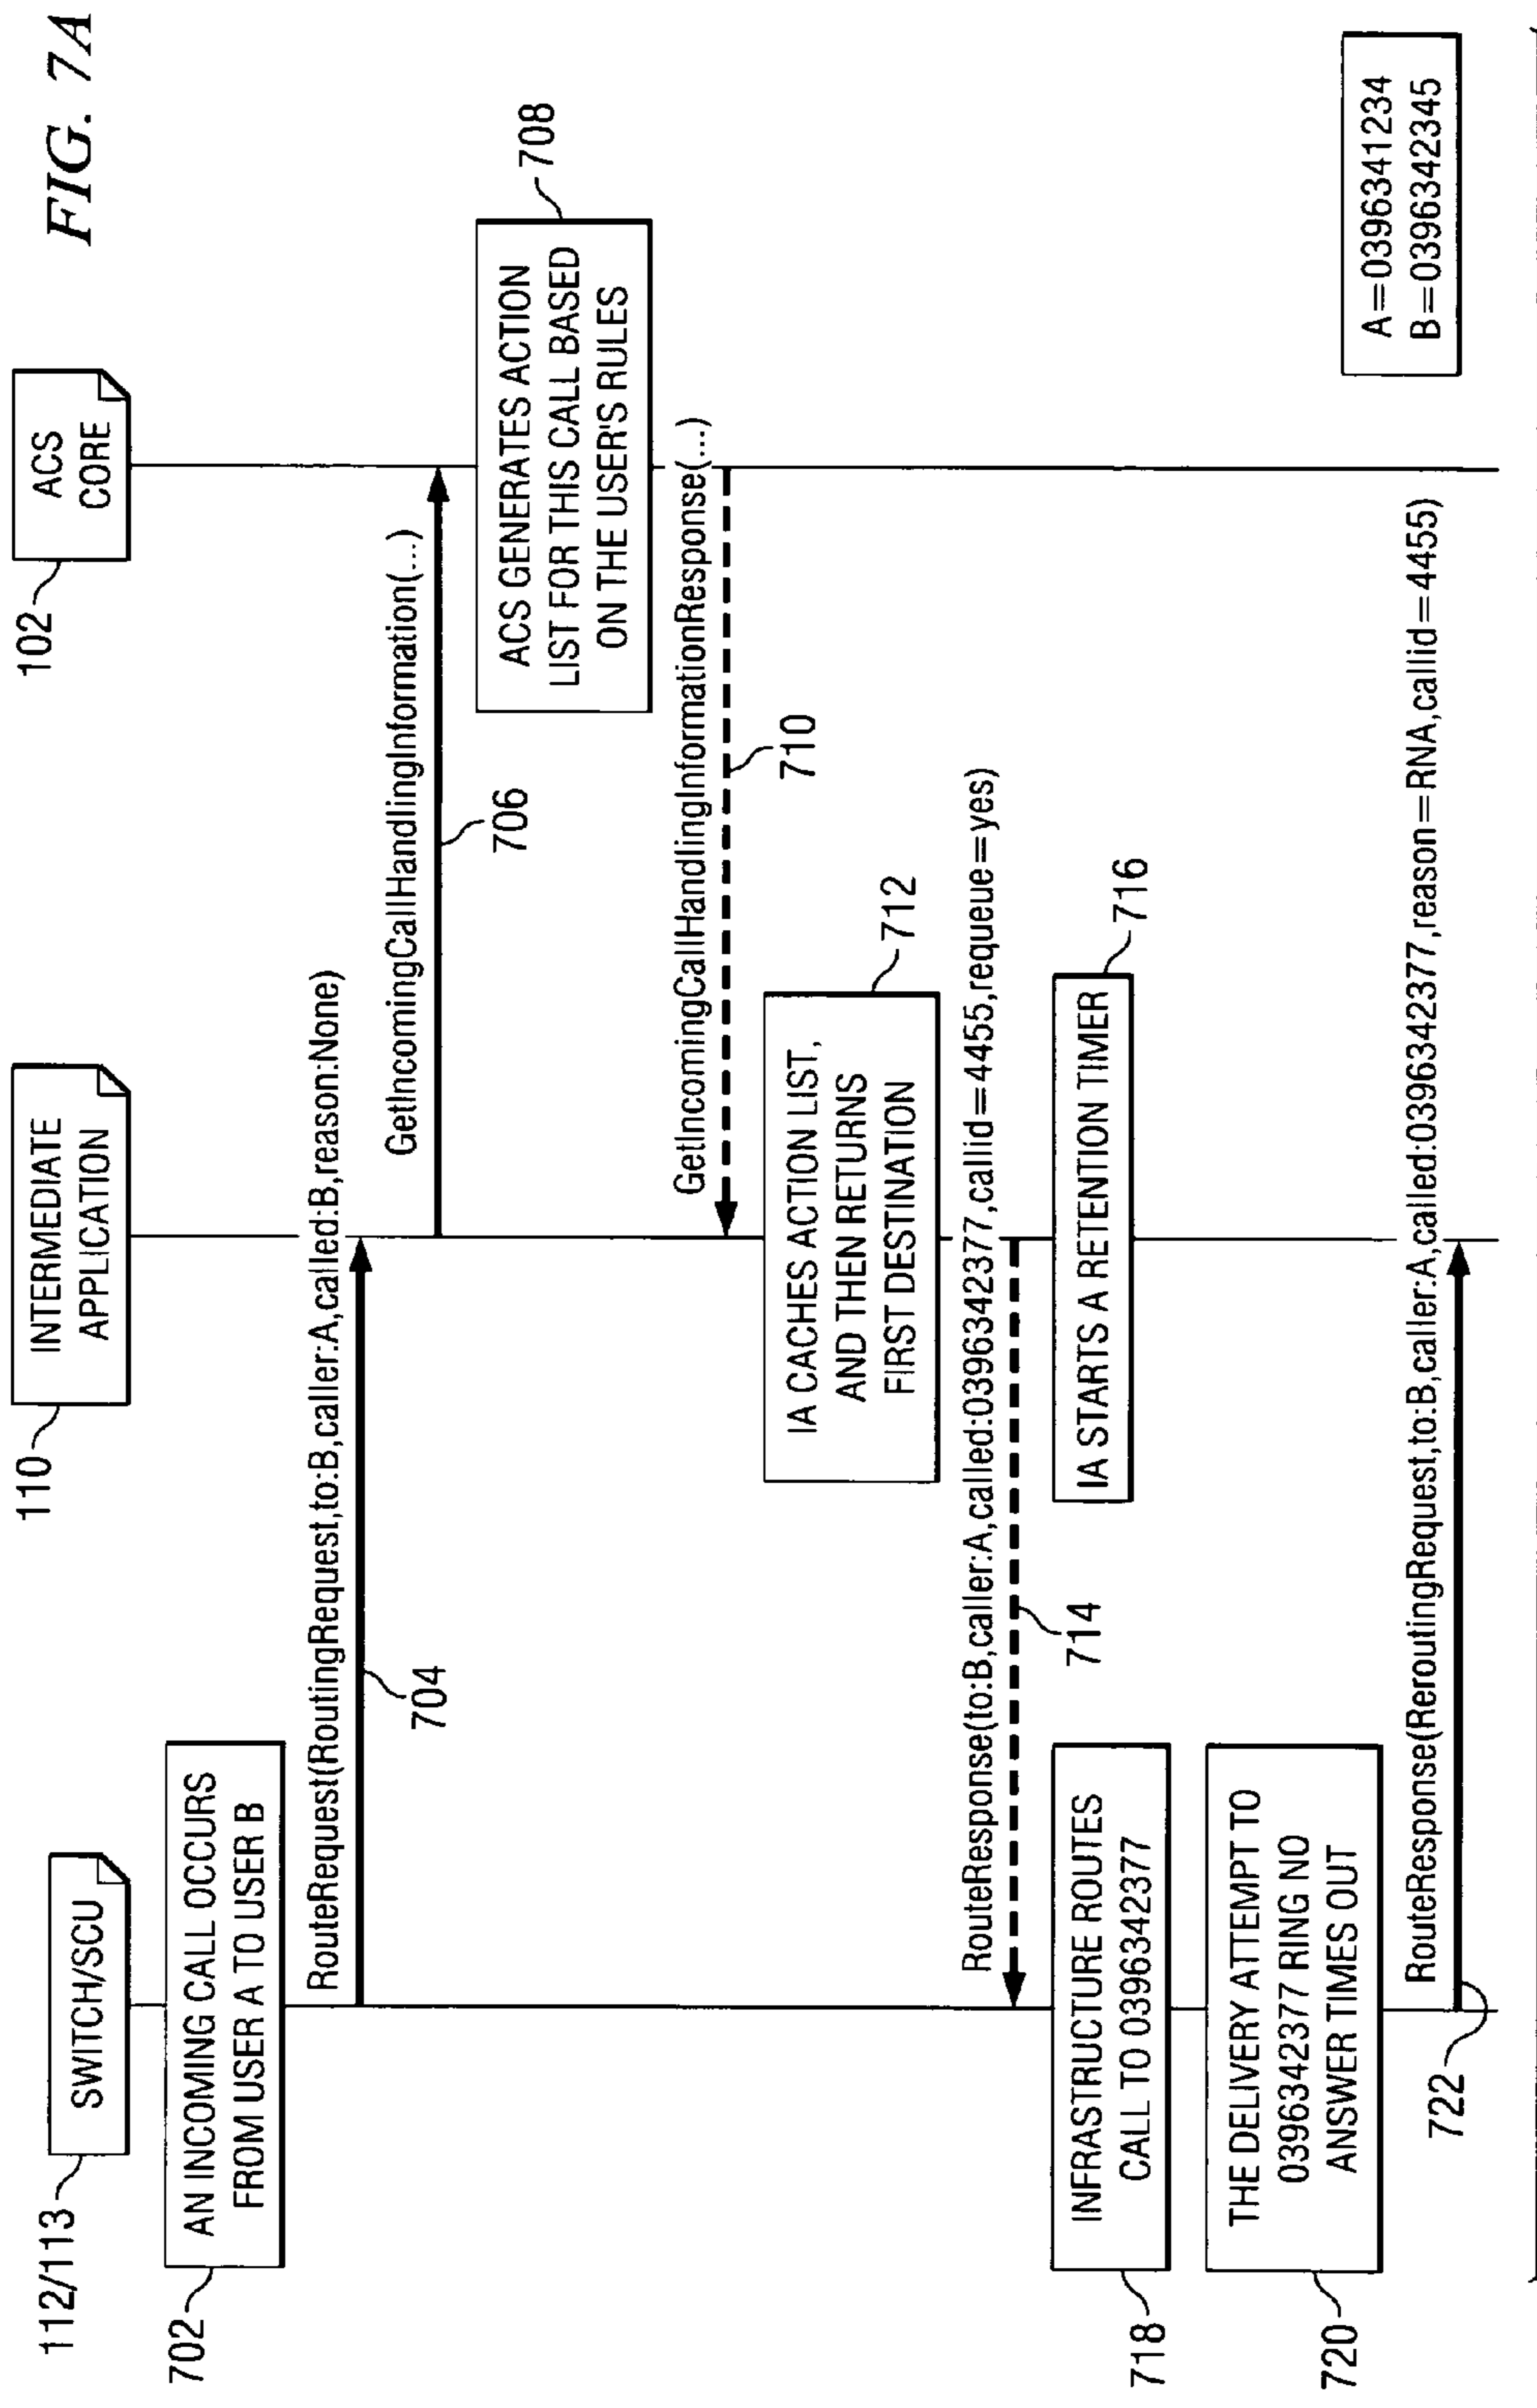 FIG. 7A
112/113
SWITCH/SCU
110
INTERMEDIATE
APPLICATION
102
ACS
CORE
702
AN INCOMING CALL OCCURS
FROM USER A TO USER B
RouteRequest(RoutingRequest,to:B,caller:A,called:B,reason:None)
704
GetIncomingCallHandlingInformation(...)
706
ACS GENERATES ACTION
LIST FOR THIS CALL BASED
ON THE USER'S RULES
708
GetIncomingCallHandlingInformationResponse(...)
710
IA CACHES ACTION LIST,
AND THEN RETURNS
FIRST DESTINATION
712
RouteResponse(to:B,caller:A,called:0396342377,callid=4455,requeue=yes)
714
IA STARTS A RETENTION TIMER
716
718
INFRASTRUCTURE ROUTES
CALL TO 0396342377
720
THE DELIVERY ATTEMPT TO
0396342377 RING NO
ANSWER TIMES OUT
RouteResponse(ReroutingRequest,to:B,caller:A,called:0396342377,reason=RNA,callid=4455)
722
A=0396341234
B=0396342345